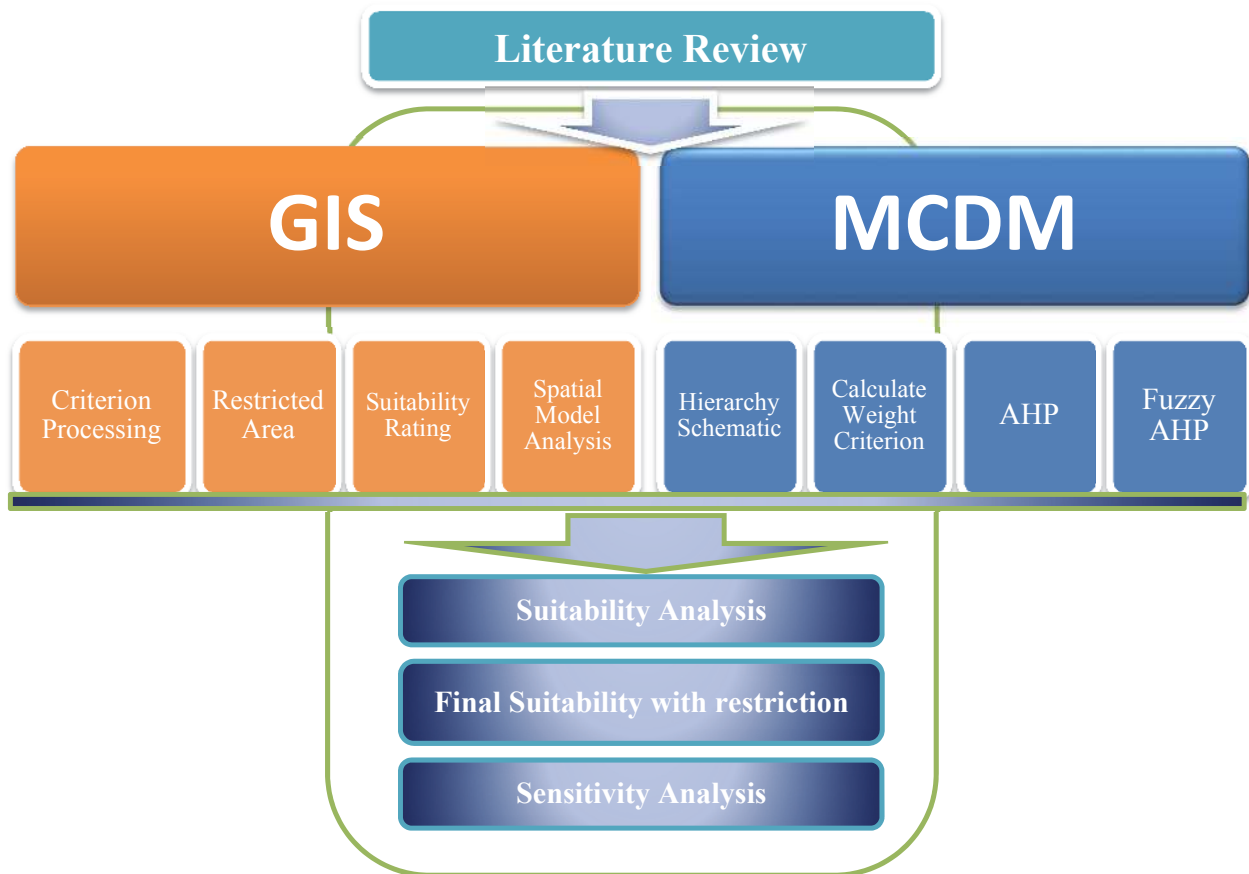 Literature Review
GIS
MCDM
Criterion
Processing
Restricted
Area
Suitability
Rating
Spatial
Model
Analysis
Hierarchy
Schematic
Calculate
Weight
Criterion
AHP
Fuzzy
AHP
Suitability Analysis
Final Suitability with restriction
Sensitivity Analysis